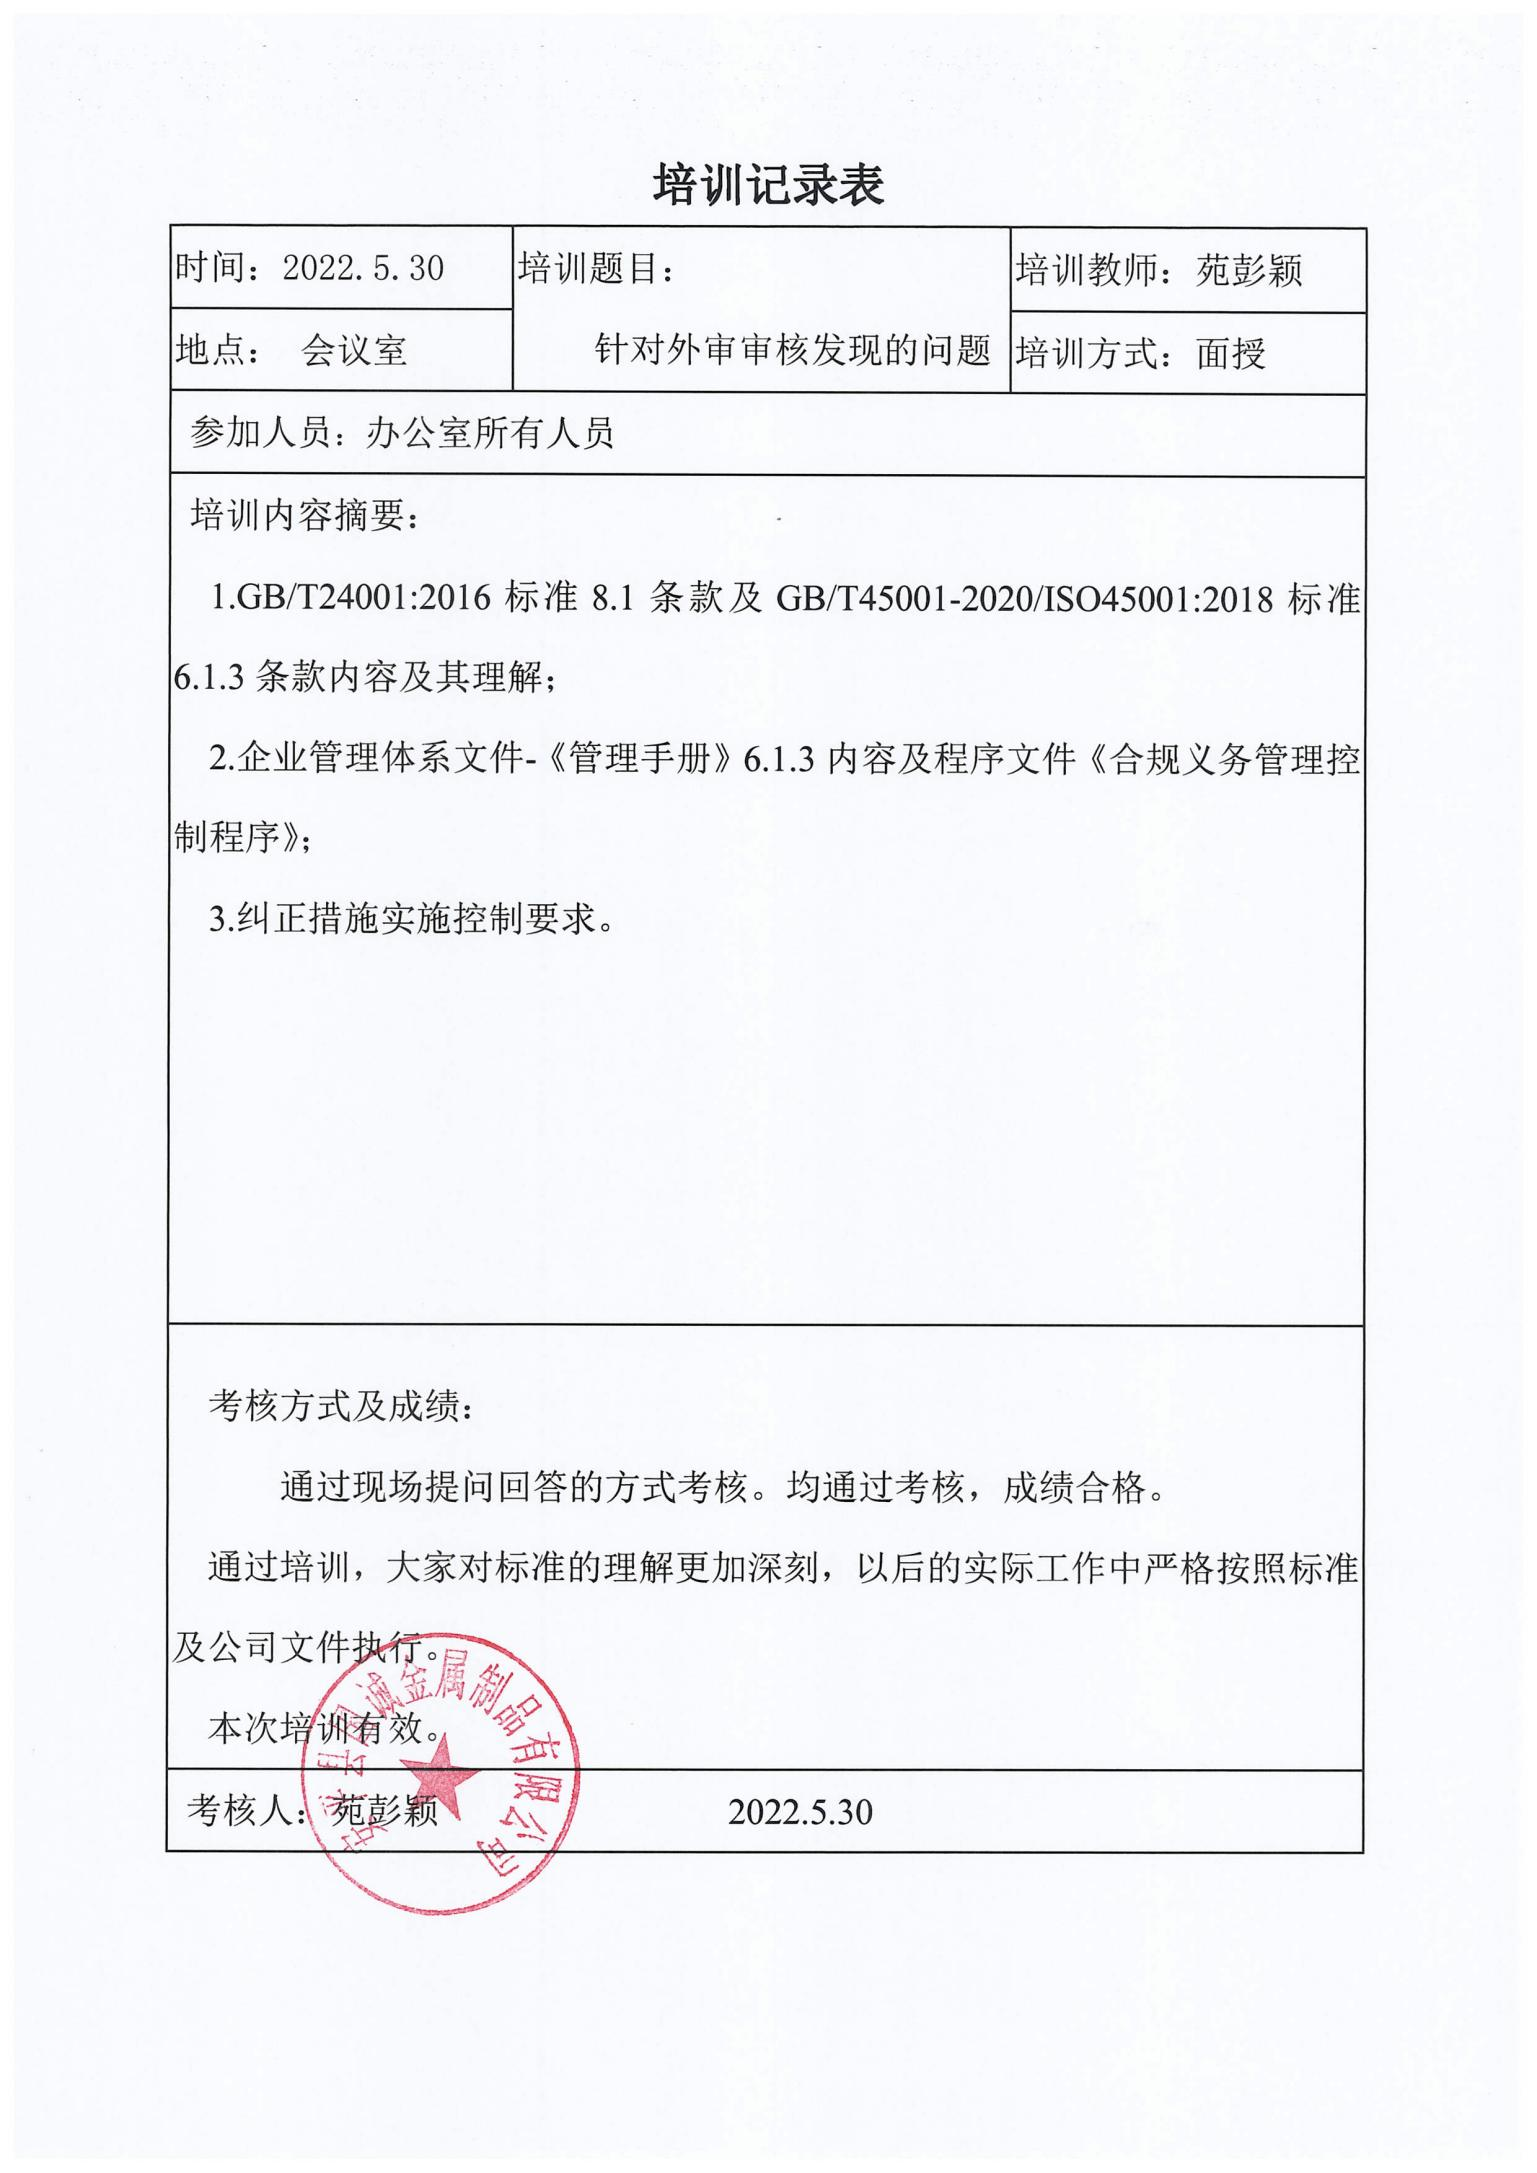 培训记录表
时间：2022.5.30
培训题目：
培训教师：苑彭颖
地点： 会议室
针对外审审核发现的问题
培训方式：面授
参加人员：办公室所有人员
培训内容摘要：
1.GB/T24001:2016 标准 8.1 条款及 GB/T45001-2020/ISO45001:2018 标准
6.1.3 条款内容及其理解；
2.企业管理体系文件-《管理手册》6.1.3 内容及程序文件《合规义务管理控
制程序》；
3.纠正措施实施控制要求。
考核方式及成绩：
通过现场提问回答的方式考核。均通过考核，成绩合格。
通过培训，大家对标准的理解更加深刻，以后的实际工作中严格按照标准
及公司文件执行。
本次培训有效。
考核人： 苑彭颖 2022.5.30
安平县 诚金属制品有限公司